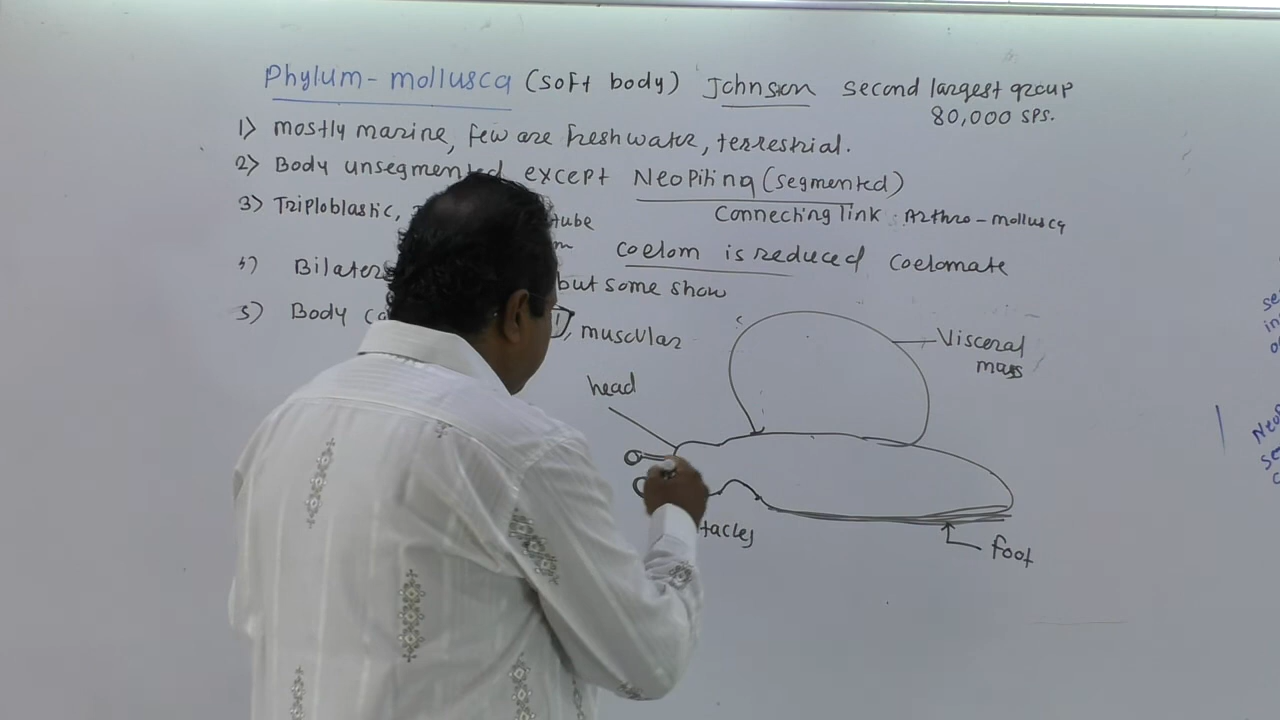 Phylum - mollusca (soft body) Johnson second largest group
80,000 sps.
1) mostly marine, few are freshwater, terrestrial.
2) Body unsegmented except Neopilina (segmented)
3) Triploblastic, tube
Connecting link : Arthro - mollusca
coelom is reduced coelomate
4) Bilater
but some show
5) Body
muscular
Visceral
mass
head
tacles
foot